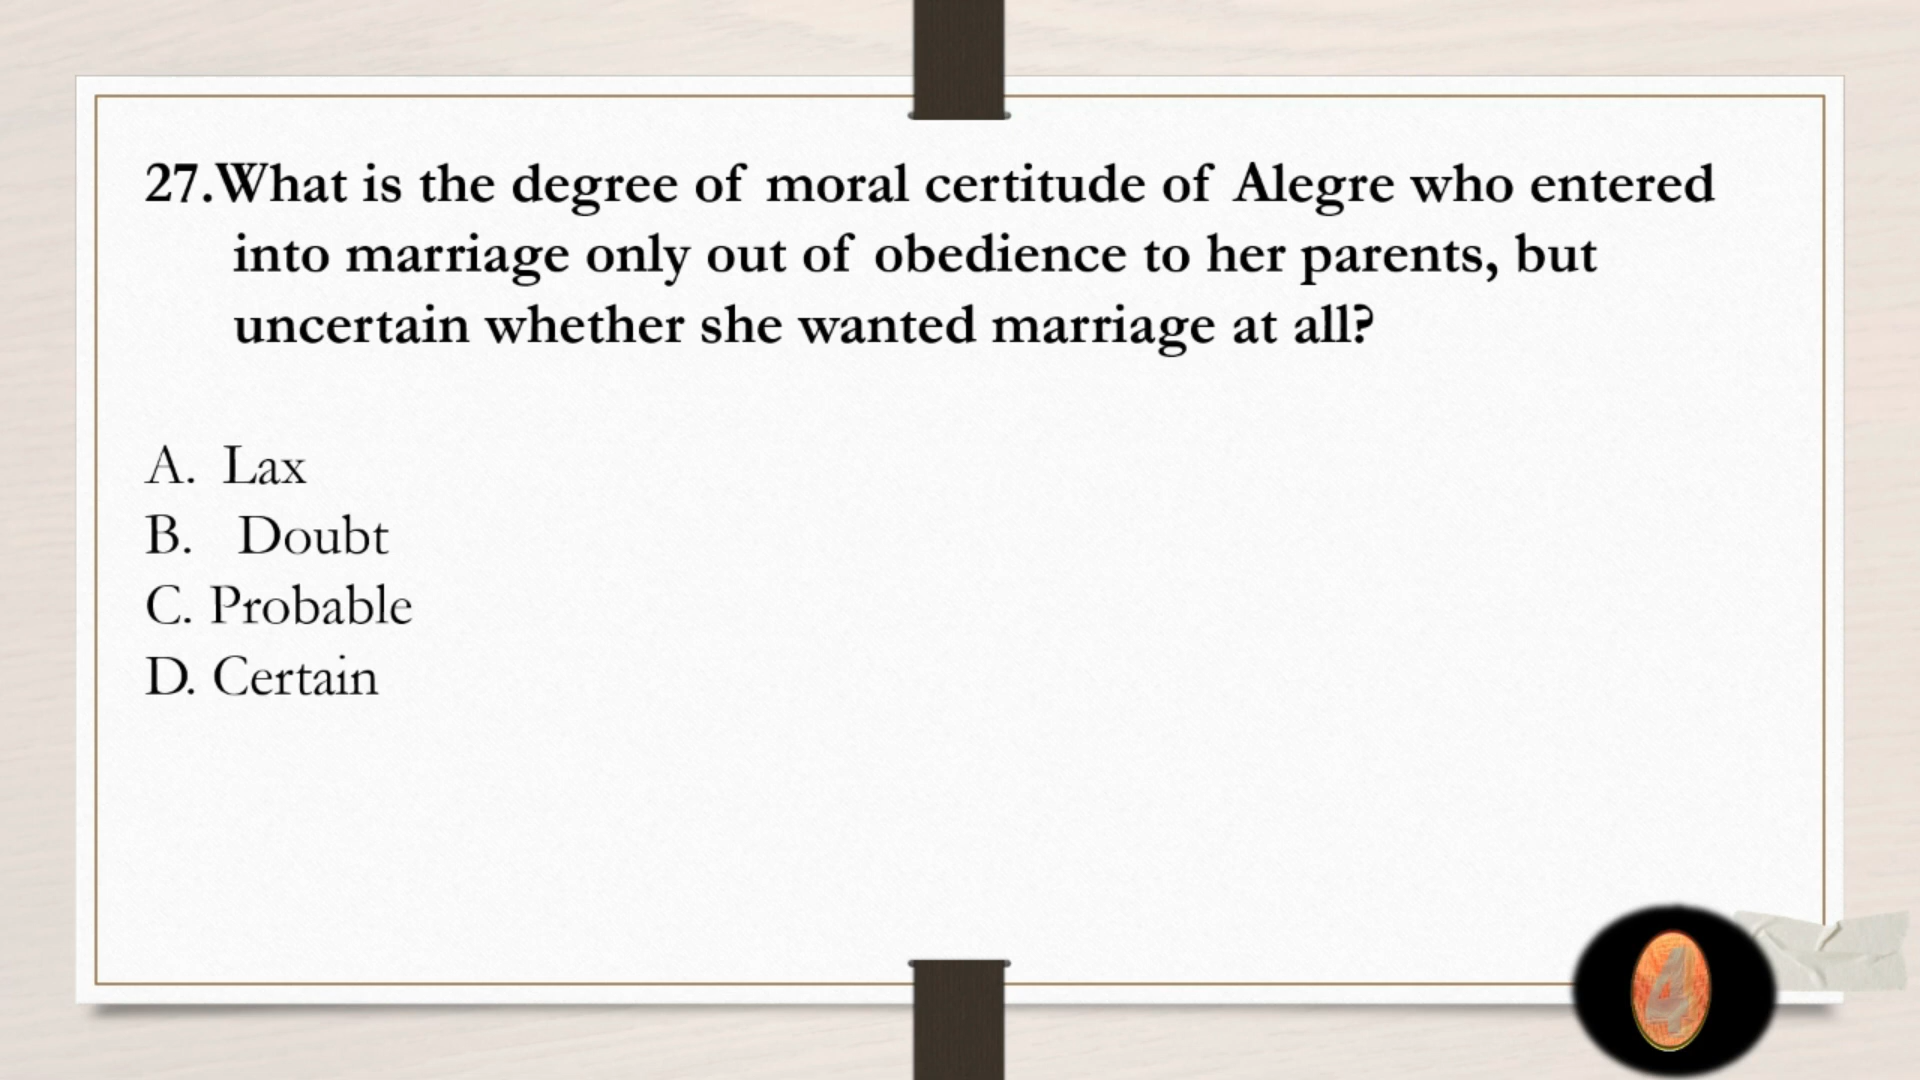 27.What is the degree of moral certitude of Alegre who entered
into marriage only out of obedience to her parents, but
uncertain whether she wanted marriage at all?
A. Lax
B. Doubt
C. Probable
D. Certain
4